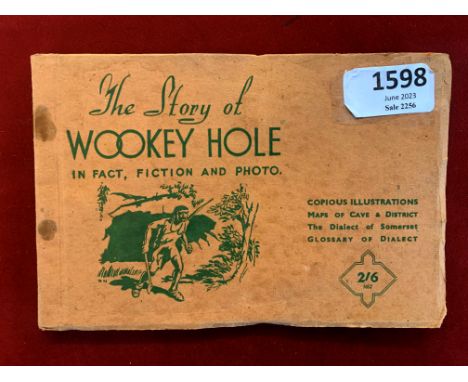 The Story of
WOOKEY HOLE
IN FACT, FICTION AND PHOTO.
COPIOUS ILLUSTRATIONS
MAPS OF CAVE & DISTRICT
The Dialect of Somerset
GLOSSARY OF DIALECT
2/6
NET
1598
June 2023
Sale 2256